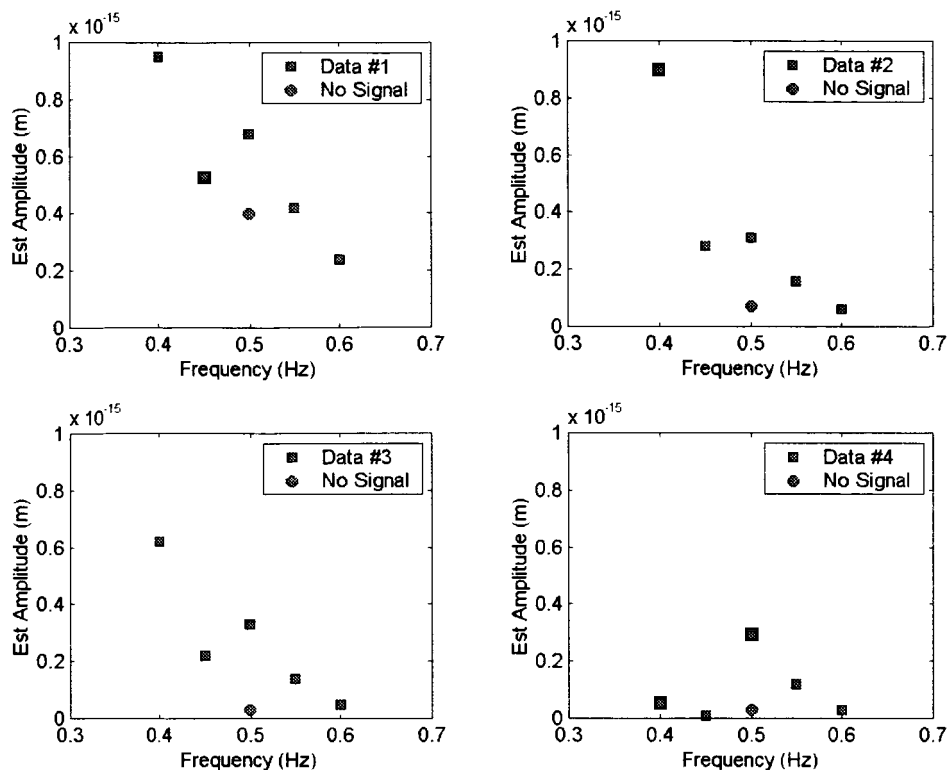 x 10-15
1
0.8
0.6
0.4
0.2
0
0.3 0.4 0.5 0.6 0.7
Est Amplitude (m)
Frequency (Hz)
Data #1
No Signal
x 10-15
1
0.8
0.6
0.4
0.2
0
0.3 0.4 0.5 0.6 0.7
Est Amplitude (m)
Frequency (Hz)
Data #2
No Signal
x 10-15
1
0.8
0.6
0.4
0.2
0
0.3 0.4 0.5 0.6 0.7
Est Amplitude (m)
Frequency (Hz)
Data #3
No Signal
x 10-15
1
0.8
0.6
0.4
0.2
0
0.3 0.4 0.5 0.6 0.7
Est Amplitude (m)
Frequency (Hz)
Data #4
No Signal